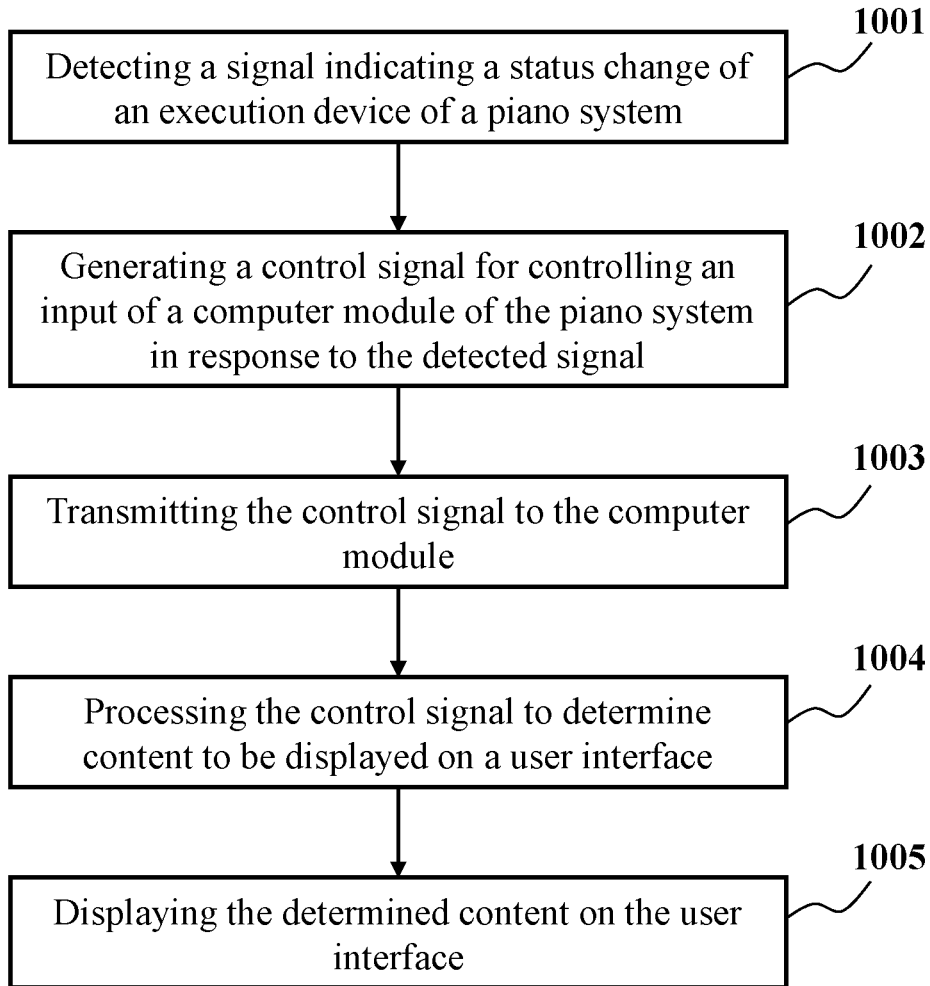 1001
Detecting a signal indicating a status change of
an execution device of a piano system
1002
Generating a control signal for controlling an
input of a computer module of the piano system
in response to the detected signal
1003
Transmitting the control signal to the computer
module
1004
Processing the control signal to determine
content to be displayed on a user interface
1005
Displaying the determined content on the user
interface